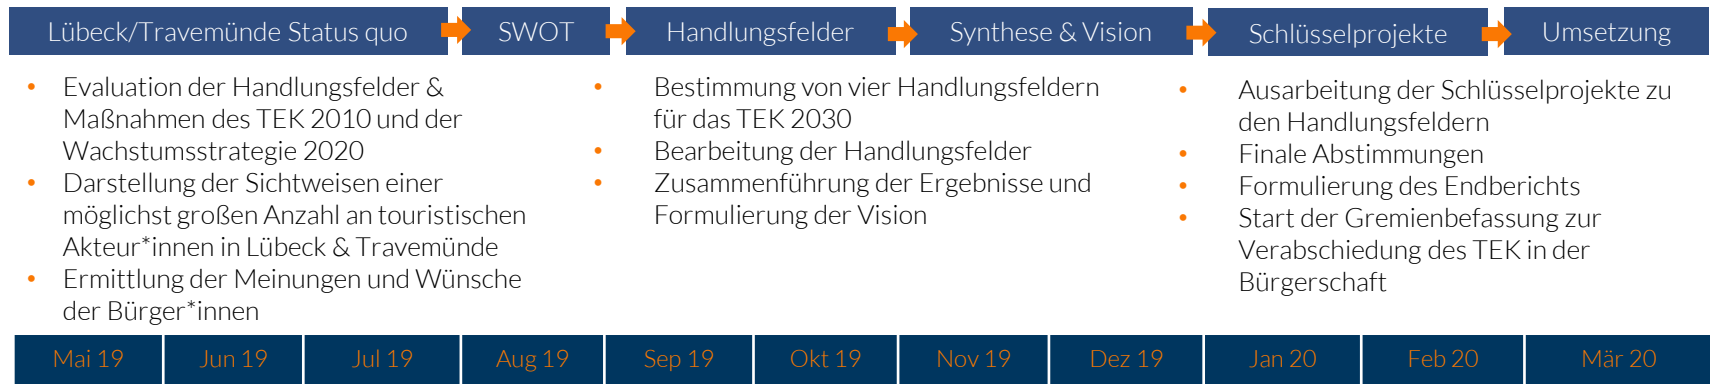 Lübeck/Travemünde Status quo
SWOT
Handlungsfelder
Synthese & Vision
Schlüsselprojekte
Umsetzung
• Evaluation der Handlungsfelder &
Maßnahmen des TEK 2010 und der
Wachstumsstrategie 2020
• Darstellung der Sichtweisen einer
möglichst großen Anzahl an touristischen
Akteur*innen in Lübeck & Travemünde
• Ermittlung der Meinungen und Wünsche
der Bürger*innen
• Bestimmung von vier Handlungsfeldern
für das TEK 2030
• Bearbeitung der Handlungsfelder
• Zusammenführung der Ergebnisse und
Formulierung der Vision
• Ausarbeitung der Schlüsselprojekte zu
den Handlungsfeldern
• Finale Abstimmungen
• Formulierung des Endberichts
• Start der Gremienbefassung zur
Verabschiedung des TEK in der
Bürgerschaft
Mai 19
Jun 19
Jul 19
Aug 19
Sep 19
Okt 19
Nov 19
Dez 19
Jan 20
Feb 20
Mär 20